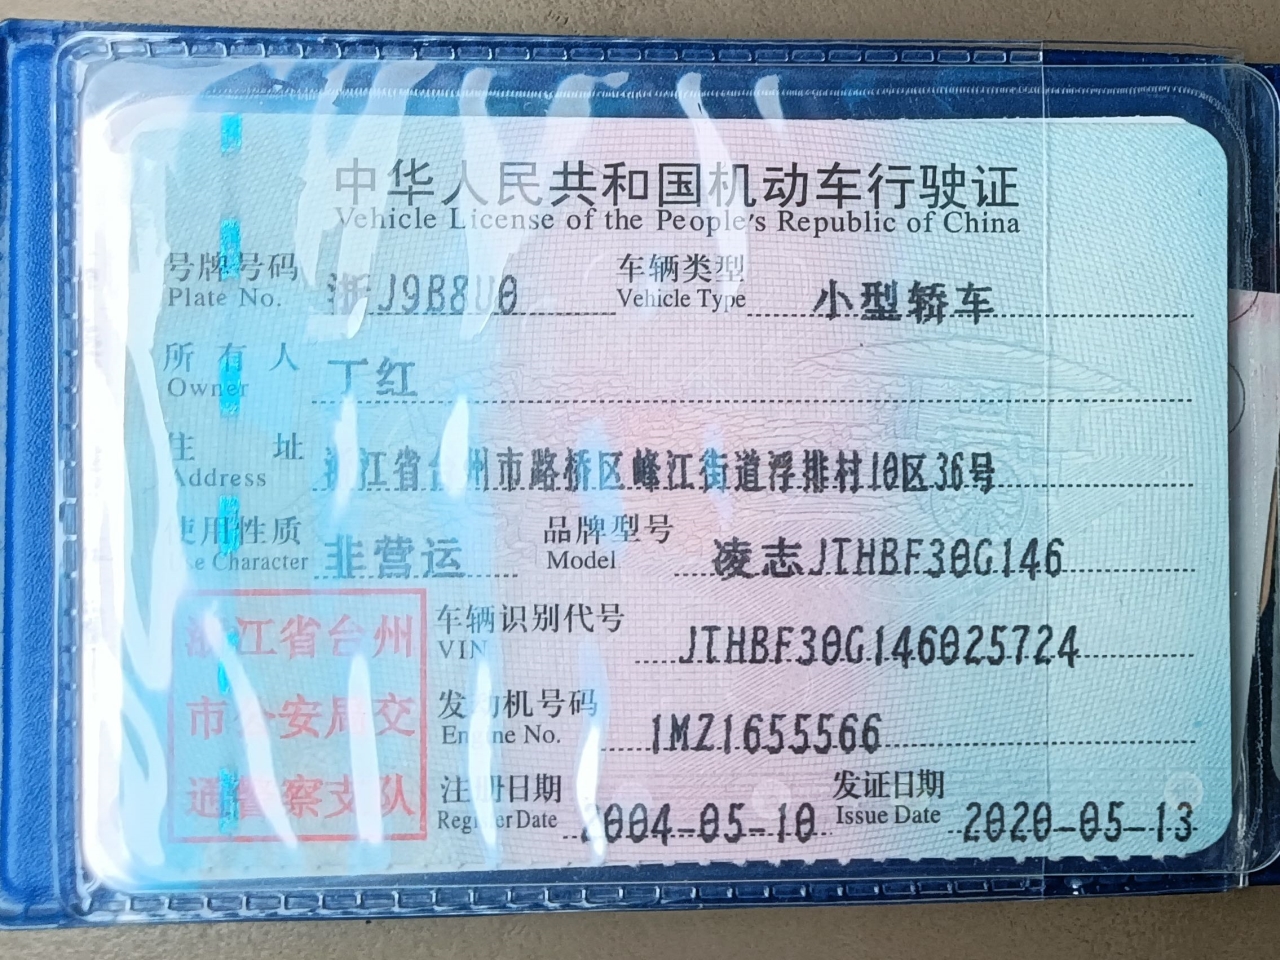 中华人民共和国机动车行驶证
Vehicle License of the People's Republic of China
号牌号码 浙J9B8U0 车辆类型 小型轿车
Plate No. Vehicle Type
所有人 丁红
Owner
住址 浙江省台州市路桥区峰江街道浮排村10区36号
Address
使用性质 非营运 品牌型号 凌志JTHBF30G146
Use Character Model
浙江省台州
市公安局交
通警察支队
车辆识别代号 JTHBF30G146025724
VIN
发动机号码 1MZ1655566
Engine No.
注册日期 2004-05-10 发证日期 2020-05-13
Register Date Issue Date